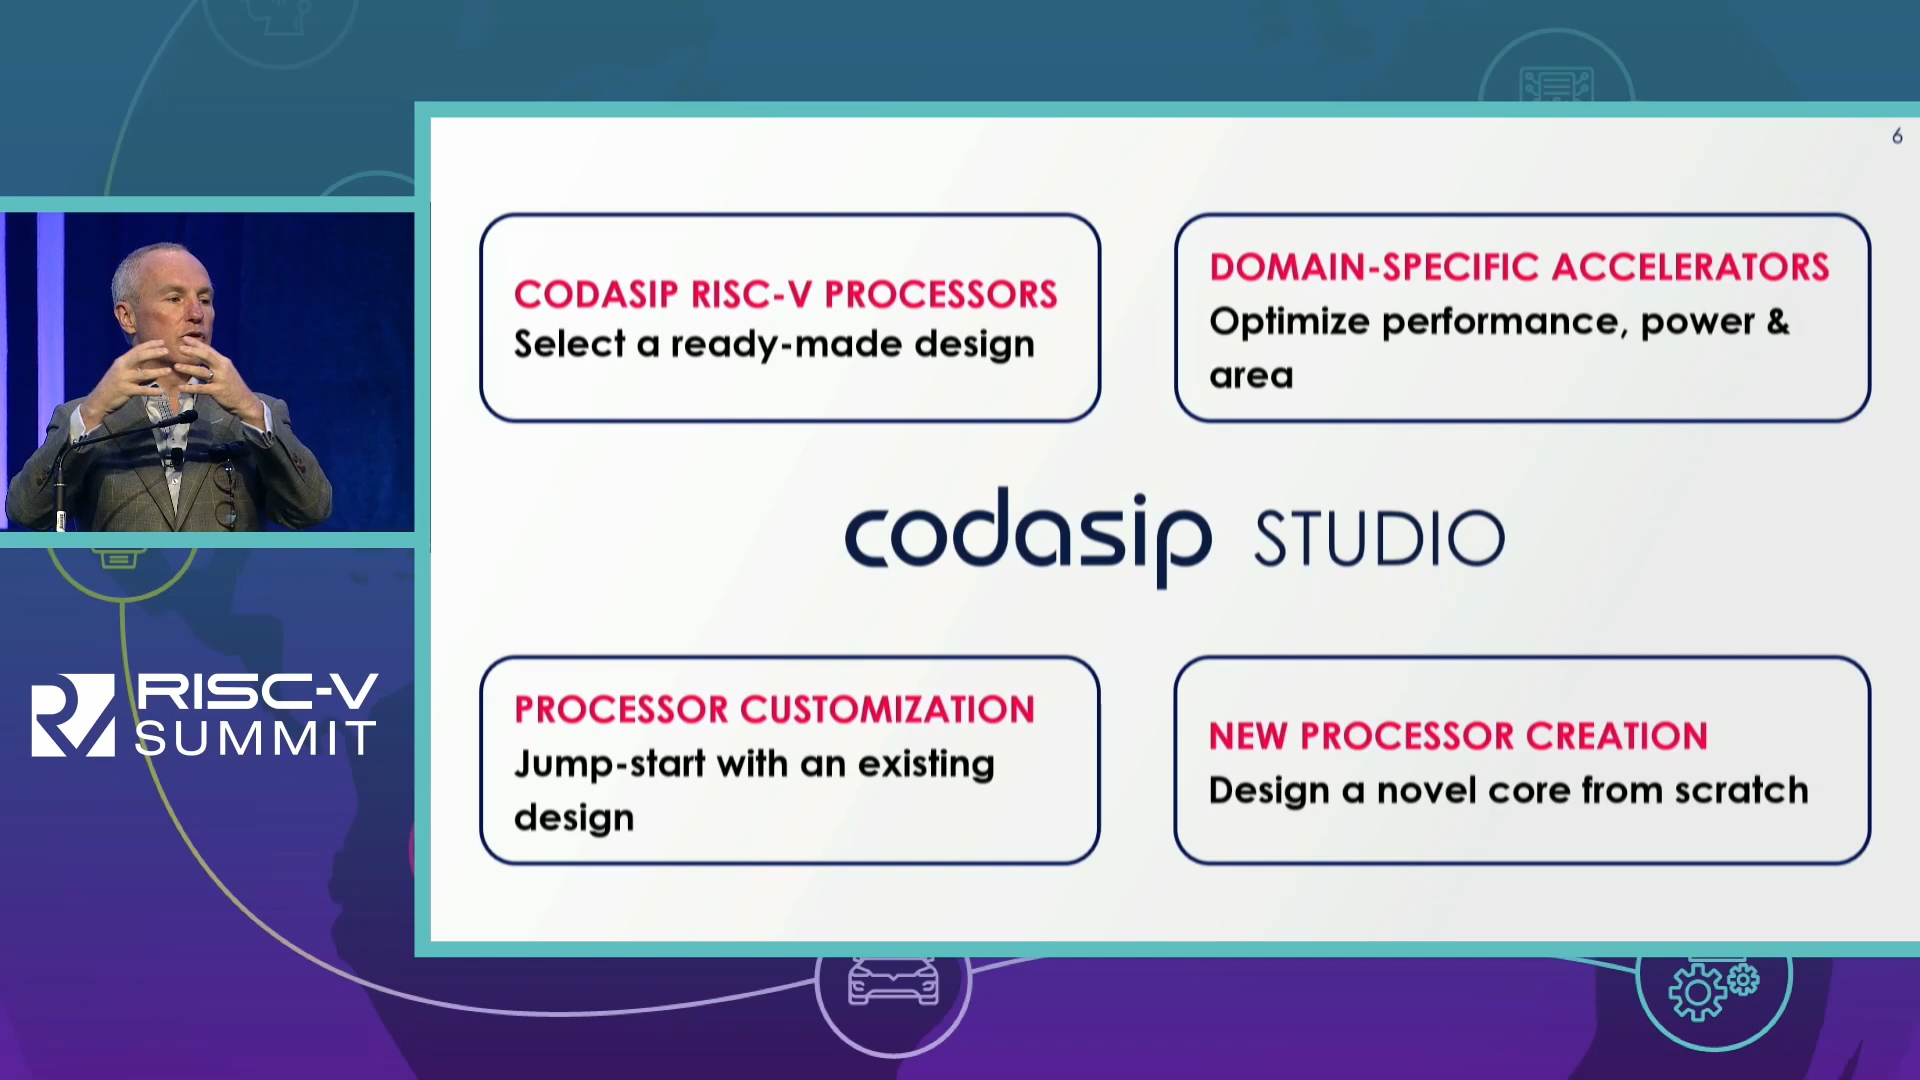 6
CODASIP RISC-V PROCESSORS
Select a ready-made design
DOMAIN-SPECIFIC ACCELERATORS
Optimize performance, power &
area
codasip STUDIO
PROCESSOR CUSTOMIZATION
Jump-start with an existing
design
NEW PROCESSOR CREATION
Design a novel core from scratch
RISC-V
SUMMIT